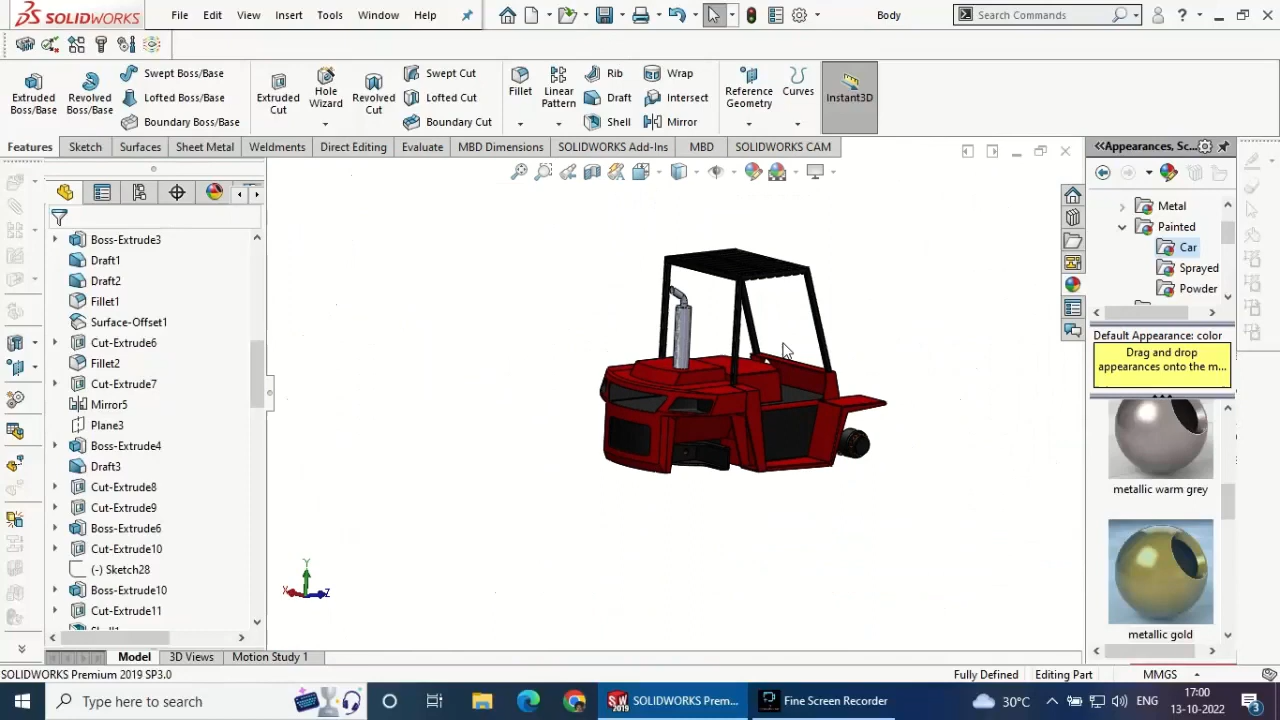 SOLIDWORKS
File
Edit
View
Insert
Tools
Window
Help
Body
Search Commands
Extruded Boss/Base
Revolved Boss/Base
Swept Boss/Base
Lofted Boss/Base
Boundary Boss/Base
Extruded Cut
Hole Wizard
Revolved Cut
Swept Cut
Lofted Cut
Boundary Cut
Fillet
Linear Pattern
Rib
Draft
Shell
Wrap
Intersect
Mirror
Reference Geometry
Curves
Instant3D
Features
Sketch
Surfaces
Sheet Metal
Weldments
Direct Editing
Evaluate
MBD Dimensions
SOLIDWORKS Add-Ins
MBD
SOLIDWORKS CAM
Boss-Extrude3
Draft1
Draft2
Fillet1
Surface-Offset1
Cut-Extrude6
Fillet2
Cut-Extrude7
Mirror5
Plane3
Boss-Extrude4
Draft3
Cut-Extrude8
Cut-Extrude9
Boss-Extrude6
Cut-Extrude10
(-) Sketch28
Boss-Extrude10
Cut-Extrude11
Y
X
Z
<<Appearances, Sc...
Metal
Painted
Car
Sprayed
Powder
Default Appearance: color
Drag and drop
appearances onto the m...
metallic warm grey
metallic gold
Model
3D Views
Motion Study 1
SOLIDWORKS Premium 2019 SP3.0
Fully Defined
Editing Part
MMGS
Type here to search
SW 2019
SOLIDWORKS Prem...
Fine Screen Recorder
30°C
ENG
17:00
13-10-2022
3